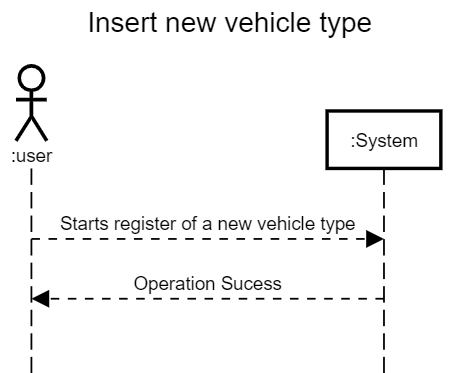 Insert new vehicle type
:user
:System
Starts register of a new vehicle type
Operation Sucess